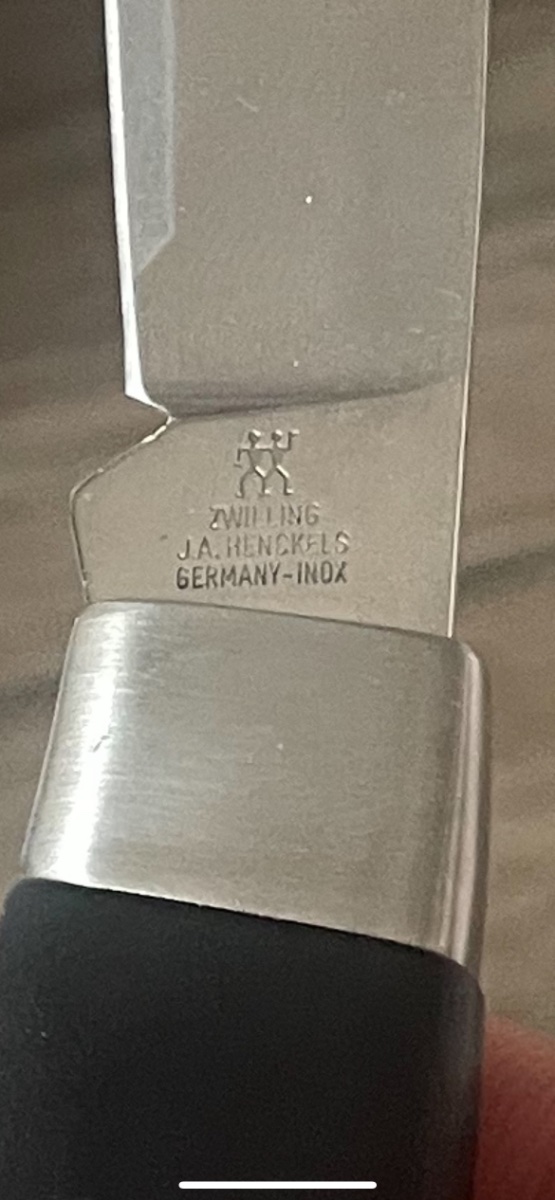 ZWILLING
J.A. HENCKELS
GERMANY-INOX